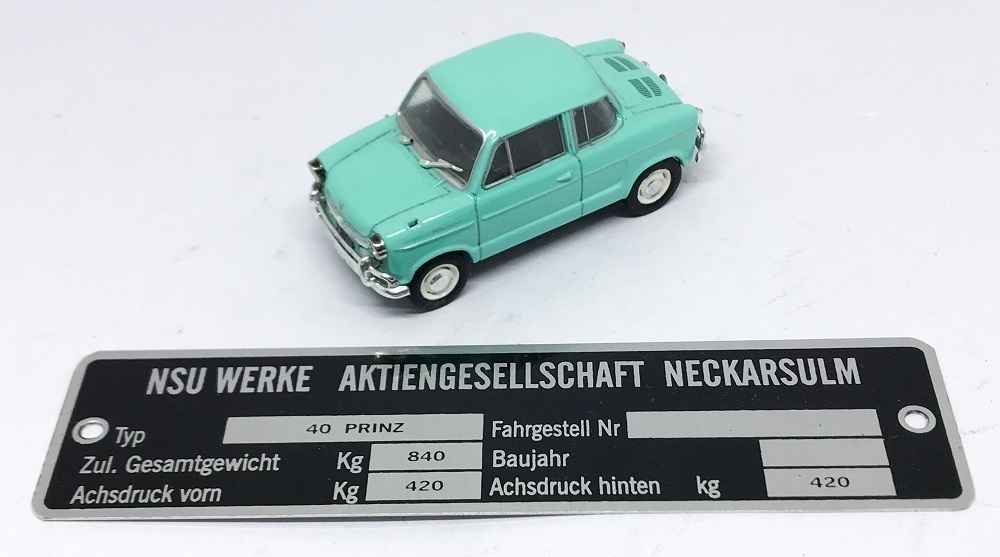 NSU WERKE AKTIENGESELLSCHAFT NECKARSULM
Typ 40 PRINZ Fahrgestell Nr
Zul. Gesamtgewicht Kg 840 Baujahr
Achsdruck vorn Kg 420 Achsdruck hinten kg 420